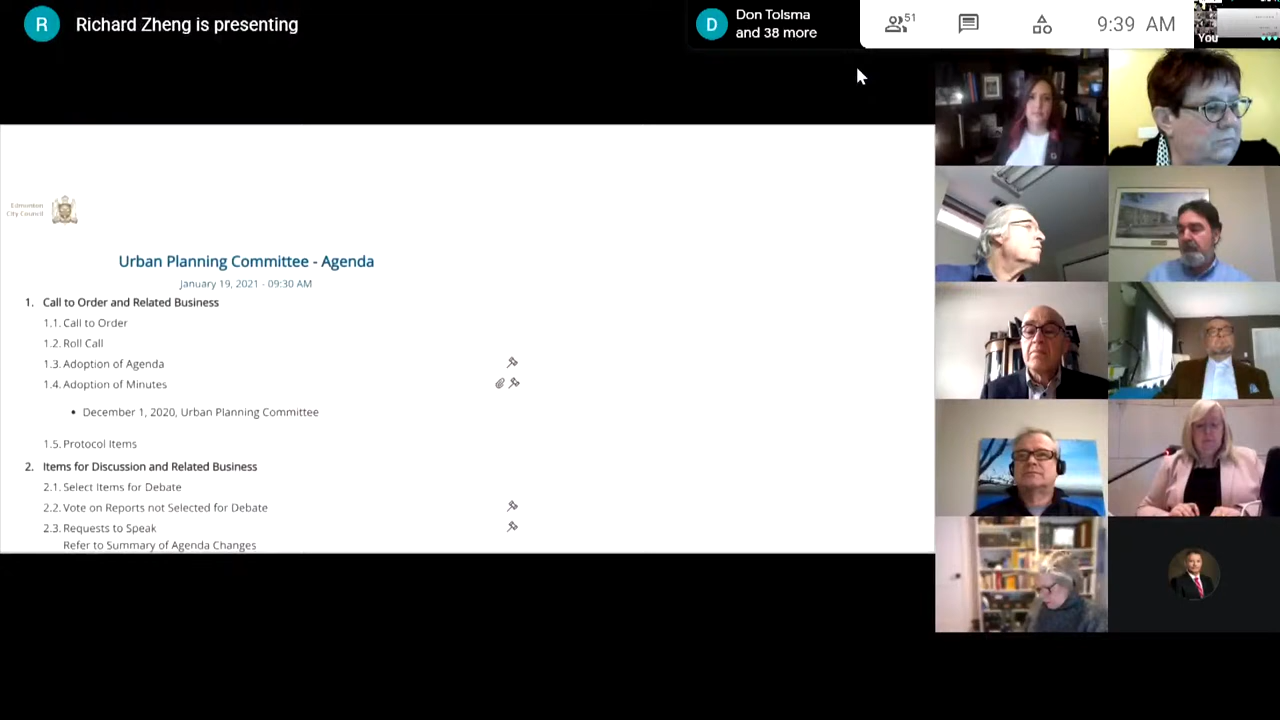 R
Richard Zheng is presenting
D
Don Tolsma
and 38 more
51
9:39 AM
You
Edmonton
City Council
Urban Planning Committee - Agenda
January 19, 2021 - 09:30 AM
1. Call to Order and Related Business
1.1. Call to Order
1.2. Roll Call
1.3. Adoption of Agenda
1.4. Adoption of Minutes
• December 1, 2020, Urban Planning Committee
1.5. Protocol Items
2. Items for Discussion and Related Business
2.1. Select Items for Debate
2.2. Vote on Reports not Selected for Debate
2.3. Requests to Speak
Refer to Summary of Agenda Changes